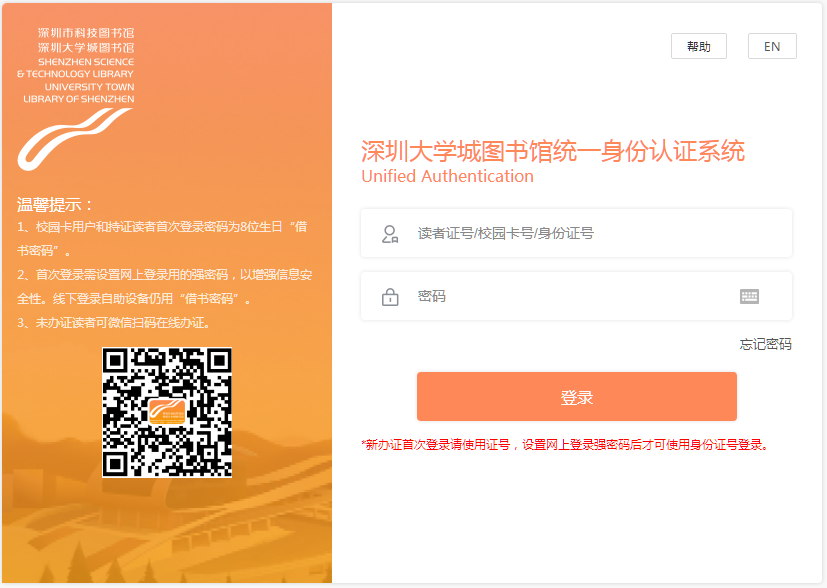 深圳市科技图书馆
深圳大学城图书馆
SHENZHEN SCIENCE
& TECHNOLOGY LIBRARY
UNIVERSITY TOWN
LIBRARY OF SHENZHEN
温馨提示：
1、校园卡用户和持证读者首次登录密码为8位生日“借
书密码”。
2、首次登录需设置网上登录用的强密码，以增强信息安
全性。线下登录自助设备仍用“借书密码”。
3、未办证读者可微信扫码在线办证。
帮助
EN
深圳大学城图书馆统一身份认证系统
Unified Authentication
读者证号/校园卡号/身份证号
密码
忘记密码
登录
*新办证首次登录请使用证号，设置网上登录强密码后才可使用身份证号登录。